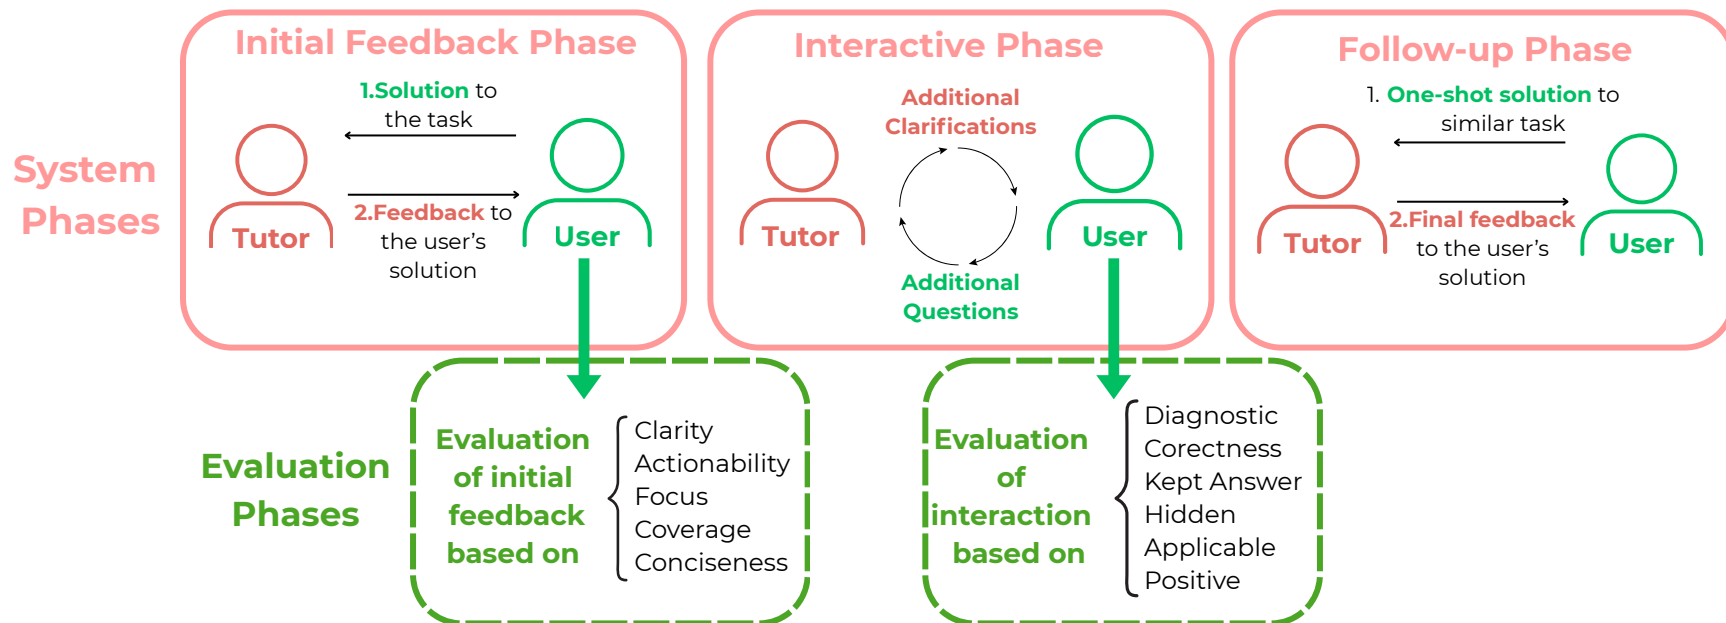 System
Phases
Initial Feedback Phase
1.Solution to
the task
Tutor
2.Feedback to
the user's
solution
User
Interactive Phase
Additional
Clarifications
Tutor
User
Additional
Questions
Follow-up Phase
1. One-shot solution to
similar task
Tutor
2.Final feedback
to the user's
solution
User
Evaluation
Phases
Evaluation
of initial
feedback
based on
Clarity
Actionability
Focus
Coverage
Conciseness
Evaluation
of
interaction
based on
Diagnostic
Corectness
Kept Answer
Hidden
Applicable
Positive